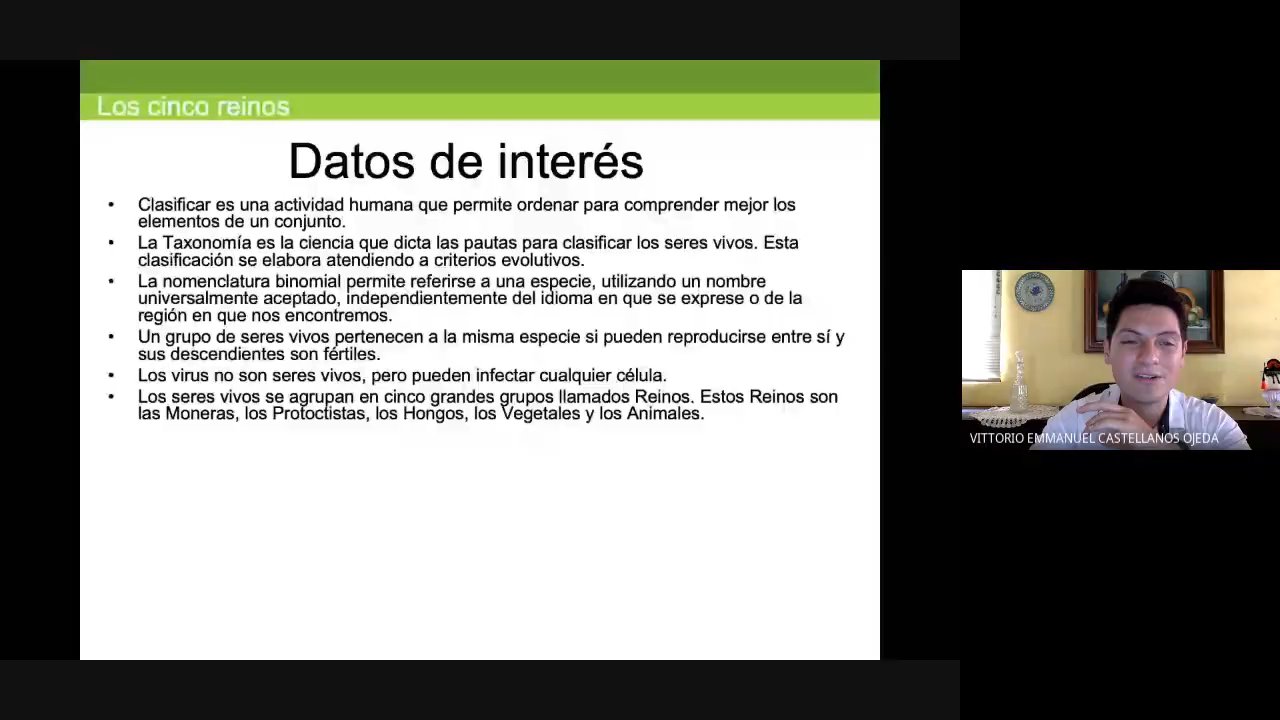 Los cinco reinos
Datos de interés
• Clasificar es una actividad humana que permite ordenar para comprender mejor los
elementos de un conjunto.
• La Taxonomía es la ciencia que dicta las pautas para clasificar los seres vivos. Esta
clasificación se elabora atendiendo a criterios evolutivos.
• La nomenclatura binomial permite referirse a una especie, utilizando un nombre
universalmente aceptado, independientemente del idioma en que se exprese o de la
región en que nos encontremos.
• Un grupo de seres vivos pertenecen a la misma especie si pueden reproducirse entre sí y
sus descendientes son fértiles.
• Los virus no son seres vivos, pero pueden infectar cualquier célula.
• Los seres vivos se agrupan en cinco grandes grupos llamados Reinos. Estos Reinos son
las Moneras, los Protoctistas, los Hongos, los Vegetales y los Animales.
VITTORIO EMMANUEL CASTELLANOS OJEDA